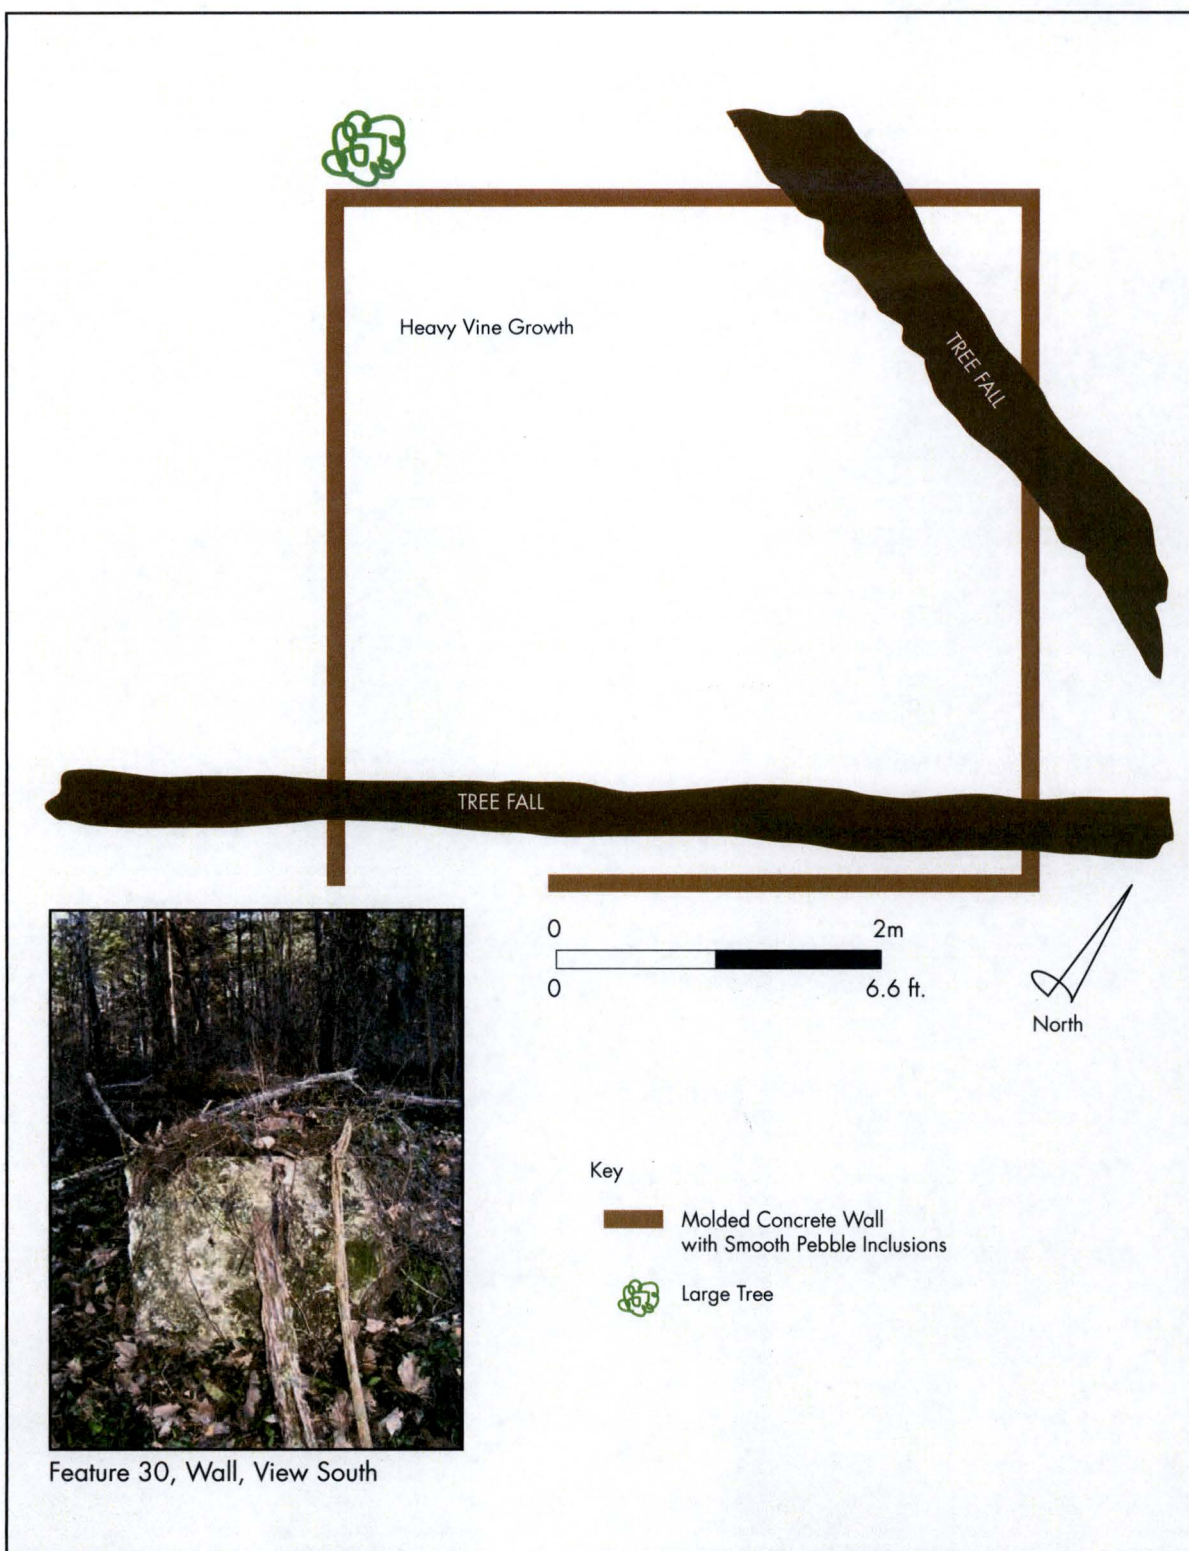 Heavy Vine Growth
TREE FALL
TREE FALL
0 2m
0 6.6 ft.
North
Key
Molded Concrete Wall
with Smooth Pebble Inclusions
Large Tree
Feature 30, Wall, View South